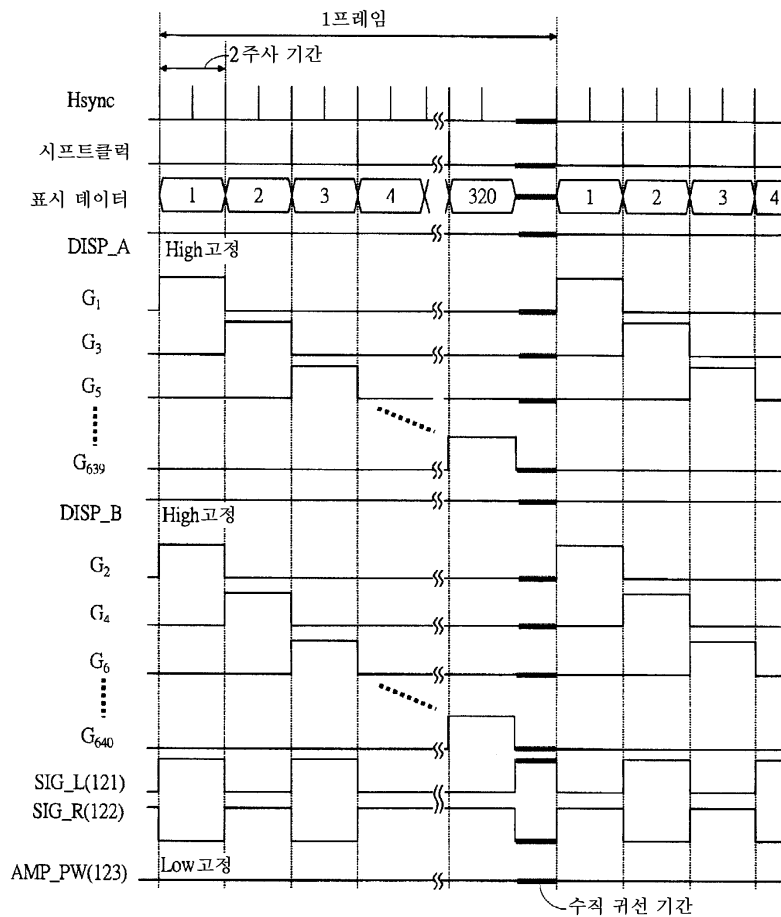 1프레임
2주사 기간
Hsync
시프트클럭
표시 데이터 1 2 3 4 320 1 2 3 4
DISP_A High고정
G1
G3
G5
G639
DISP_B High고정
G2
G4
G6
G640
SIG_L(121)
SIG_R(122)
AMP_PW(123) Low고정
수직 귀선 기간